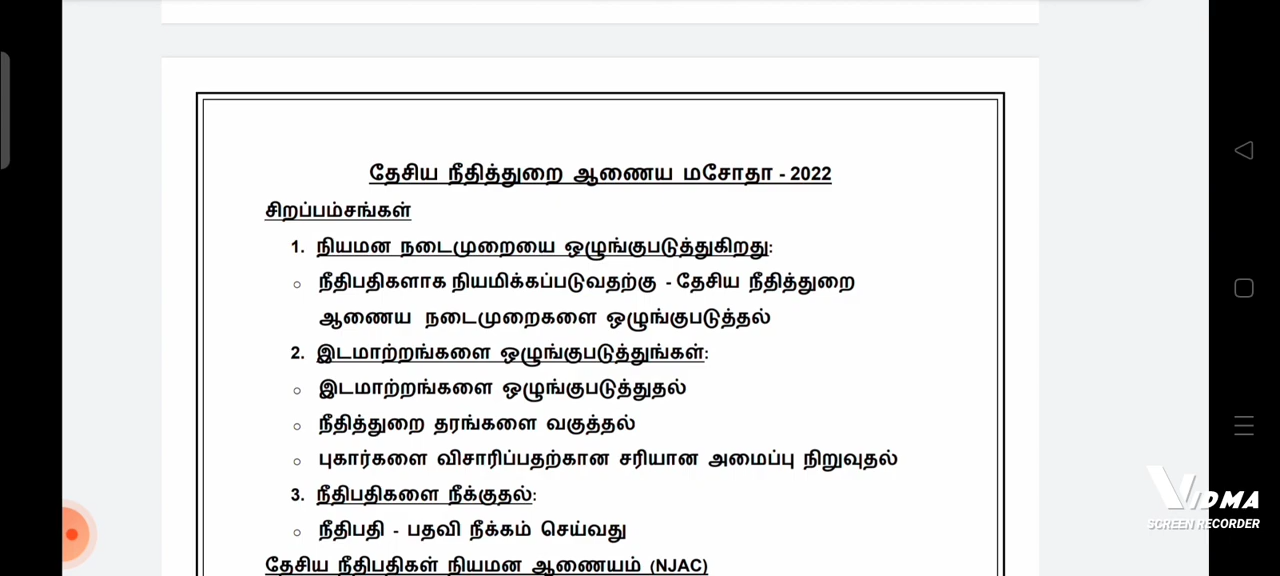 தேசிய நீதித்துறை ஆணைய மசோதா - 2022
சிறப்பம்சங்கள்
1. நியமன நடைமுறையை ஒழுங்குபடுத்துகிறது:
○ நீதிபதிகளாக நியமிக்கப்படுவதற்கு - தேசிய நீதித்துறை
ஆணைய நடைமுறைகளை ஒழுங்குபடுத்தல்
2. இடமாற்றங்களை ஒழுங்குபடுத்துங்கள்:
○ இடமாற்றங்களை ஒழுங்குபடுத்துதல்
○ நீதித்துறை தரங்களை வகுத்தல்
○ புகார்களை விசாரிப்பதற்கான சரியான அமைப்பு நிறுவுதல்
3. நீதிபதிகளை நீக்குதல்:
○ நீதிபதி - பதவி நீக்கம் செய்வது
தேசிய நீதிபதிகள் நியமன ஆணையம் (NJAC)
VIDMA
SCREEN RECORDER